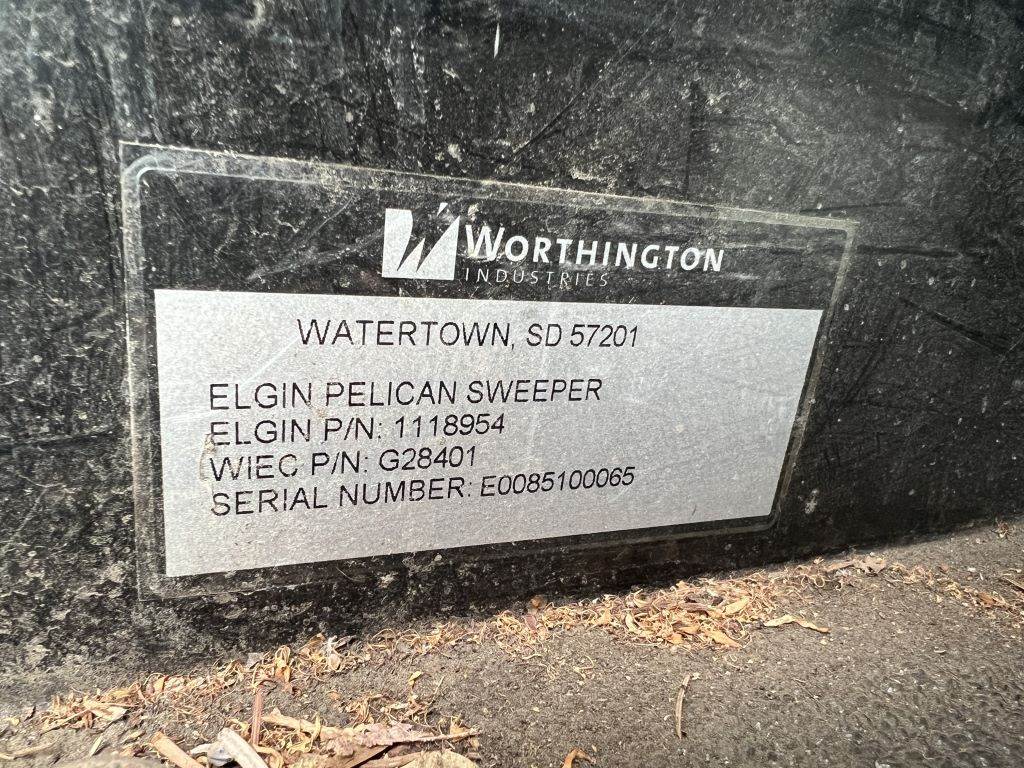 WORTHINGTON
INDUSTRIES
WATERTOWN, SD 57201
ELGIN PELICAN SWEEPER
ELGIN P/N: 1118954
WIEC P/N: G28401
SERIAL NUMBER: E0085100065